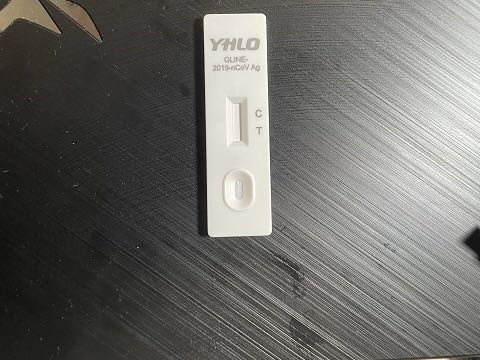 YHLO
GLINE-
2019-nCoV Ag
C
T